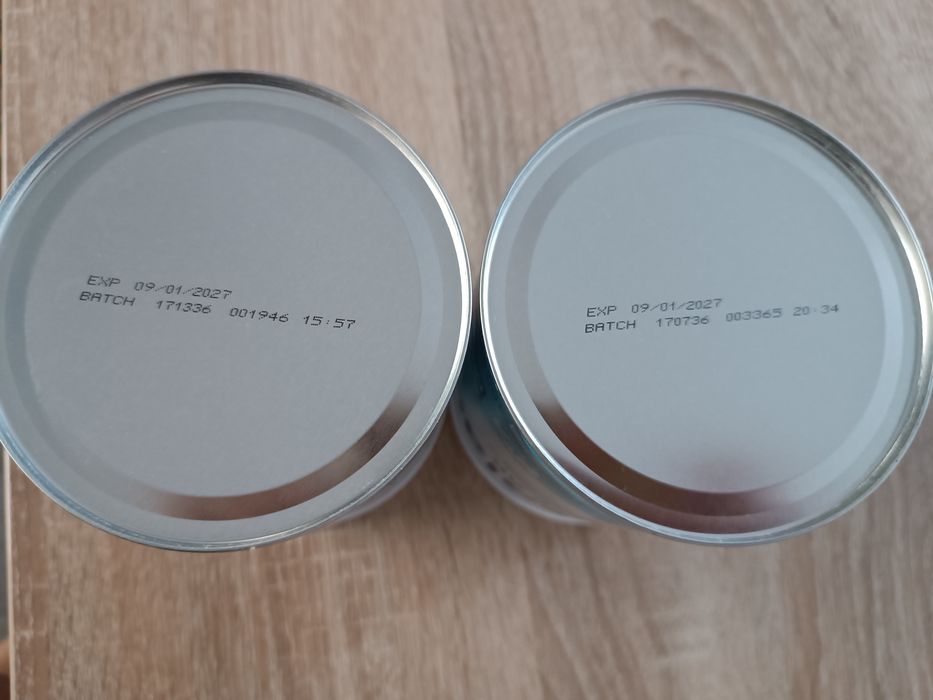 EXP 09/01/2027
BATCH 171336 001946 15:57
EXP 09/01/2027
BATCH 170736 003365 20:34